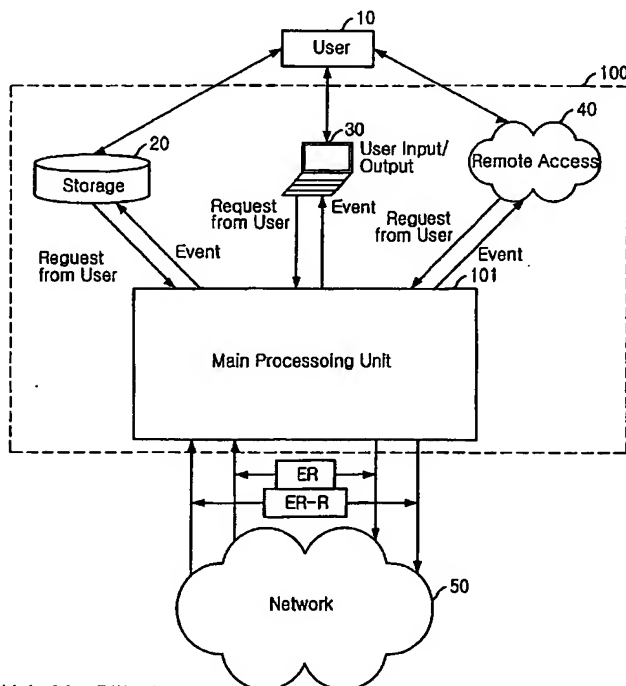 10
User
100
20
30
40
User Input/
Output
Storage
Remote Access
Request
from User
Event
Reguest
from User
Reguest
from User
Event
Event
101
Main Processoing Unit
ER
ER-R
Network
50